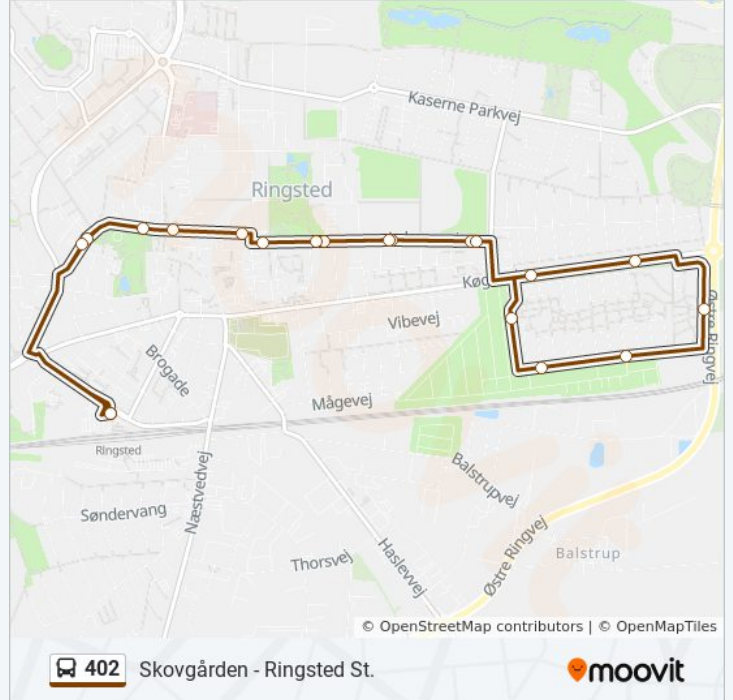 Kaserne Parkvej
Ringsted
Køg
Østre Ringvej
Vibevej
Brogade
Mågevej
Ringsted
Næstvedvej
Balstrupvej
Søndervang
Østre Ringvej
Haslevvej
Thorsvej
Balstrup
© OpenStreetMap contributors | © OpenMapTiles
402 Skovgården - Ringsted St.
moovit